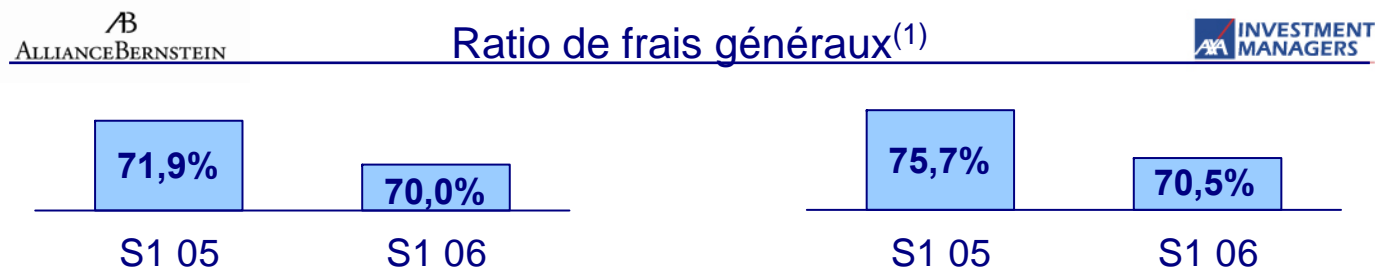 AB
ALLIANCEBERNSTEIN
Ratio de frais généraux(1)
AXA INVESTMENT
MANAGERS
71,9%
70,0%
75,7%
70,5%
S1 05
S1 06
S1 05
S1 06